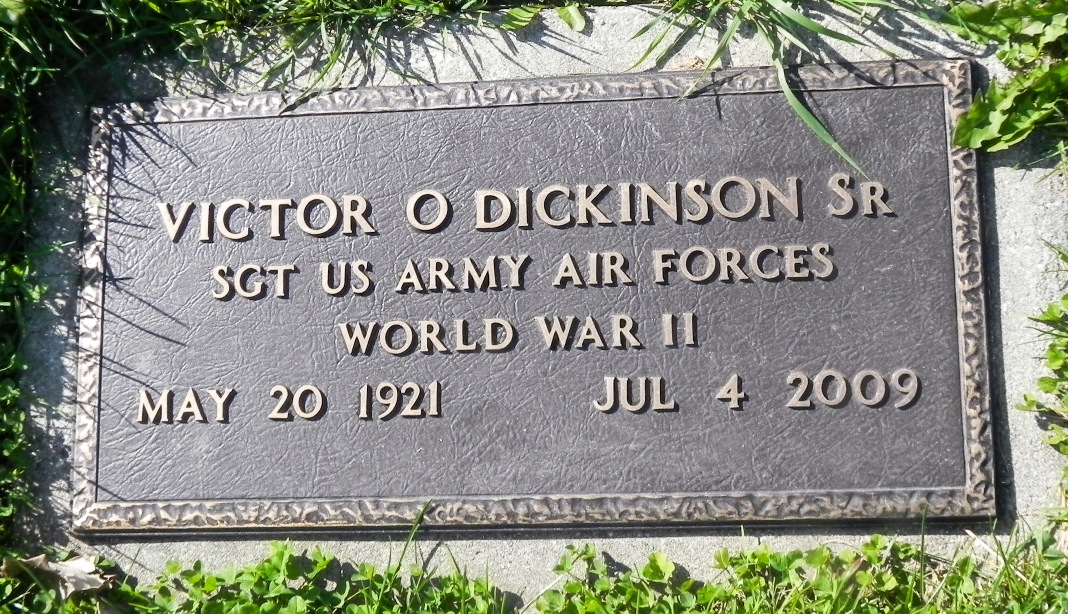 VICTOR O DICKINSON SR
SGT US ARMY AIR FORCES
WORLD WAR II
MAY 20 1921 JUL 4 2009